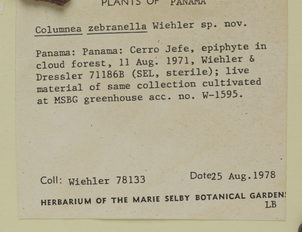 PLANTS OF PANAMA
Columnea zebranella Wiehler sp. nov.
Panama: Panama: Cerro Jefe, epiphyte in
cloud forest, 11 Aug. 1971, Wiehler &
Dressler 71186B (SEL, sterile); live
material of same collection cultivated
at MSBG greenhouse acc. no. W-1595.
Coll: Wiehler 78133 Date 25 Aug. 1978
HERBARIUM OF THE MARIE SELBY BOTANICAL GARDENS
LB